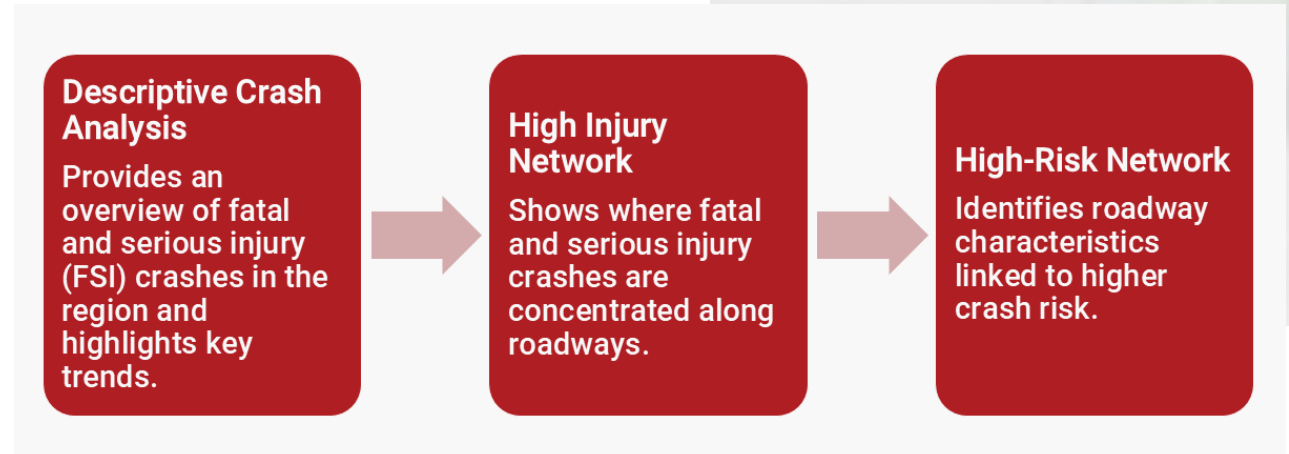 Descriptive Crash
Analysis
Provides an
overview of fatal
and serious injury
(FSI) crashes in the
region and
highlights key
trends.
High Injury
Network
Shows where fatal
and serious injury
crashes are
concentrated along
roadways.
High-Risk Network
Identifies roadway
characteristics
linked to higher
crash risk.